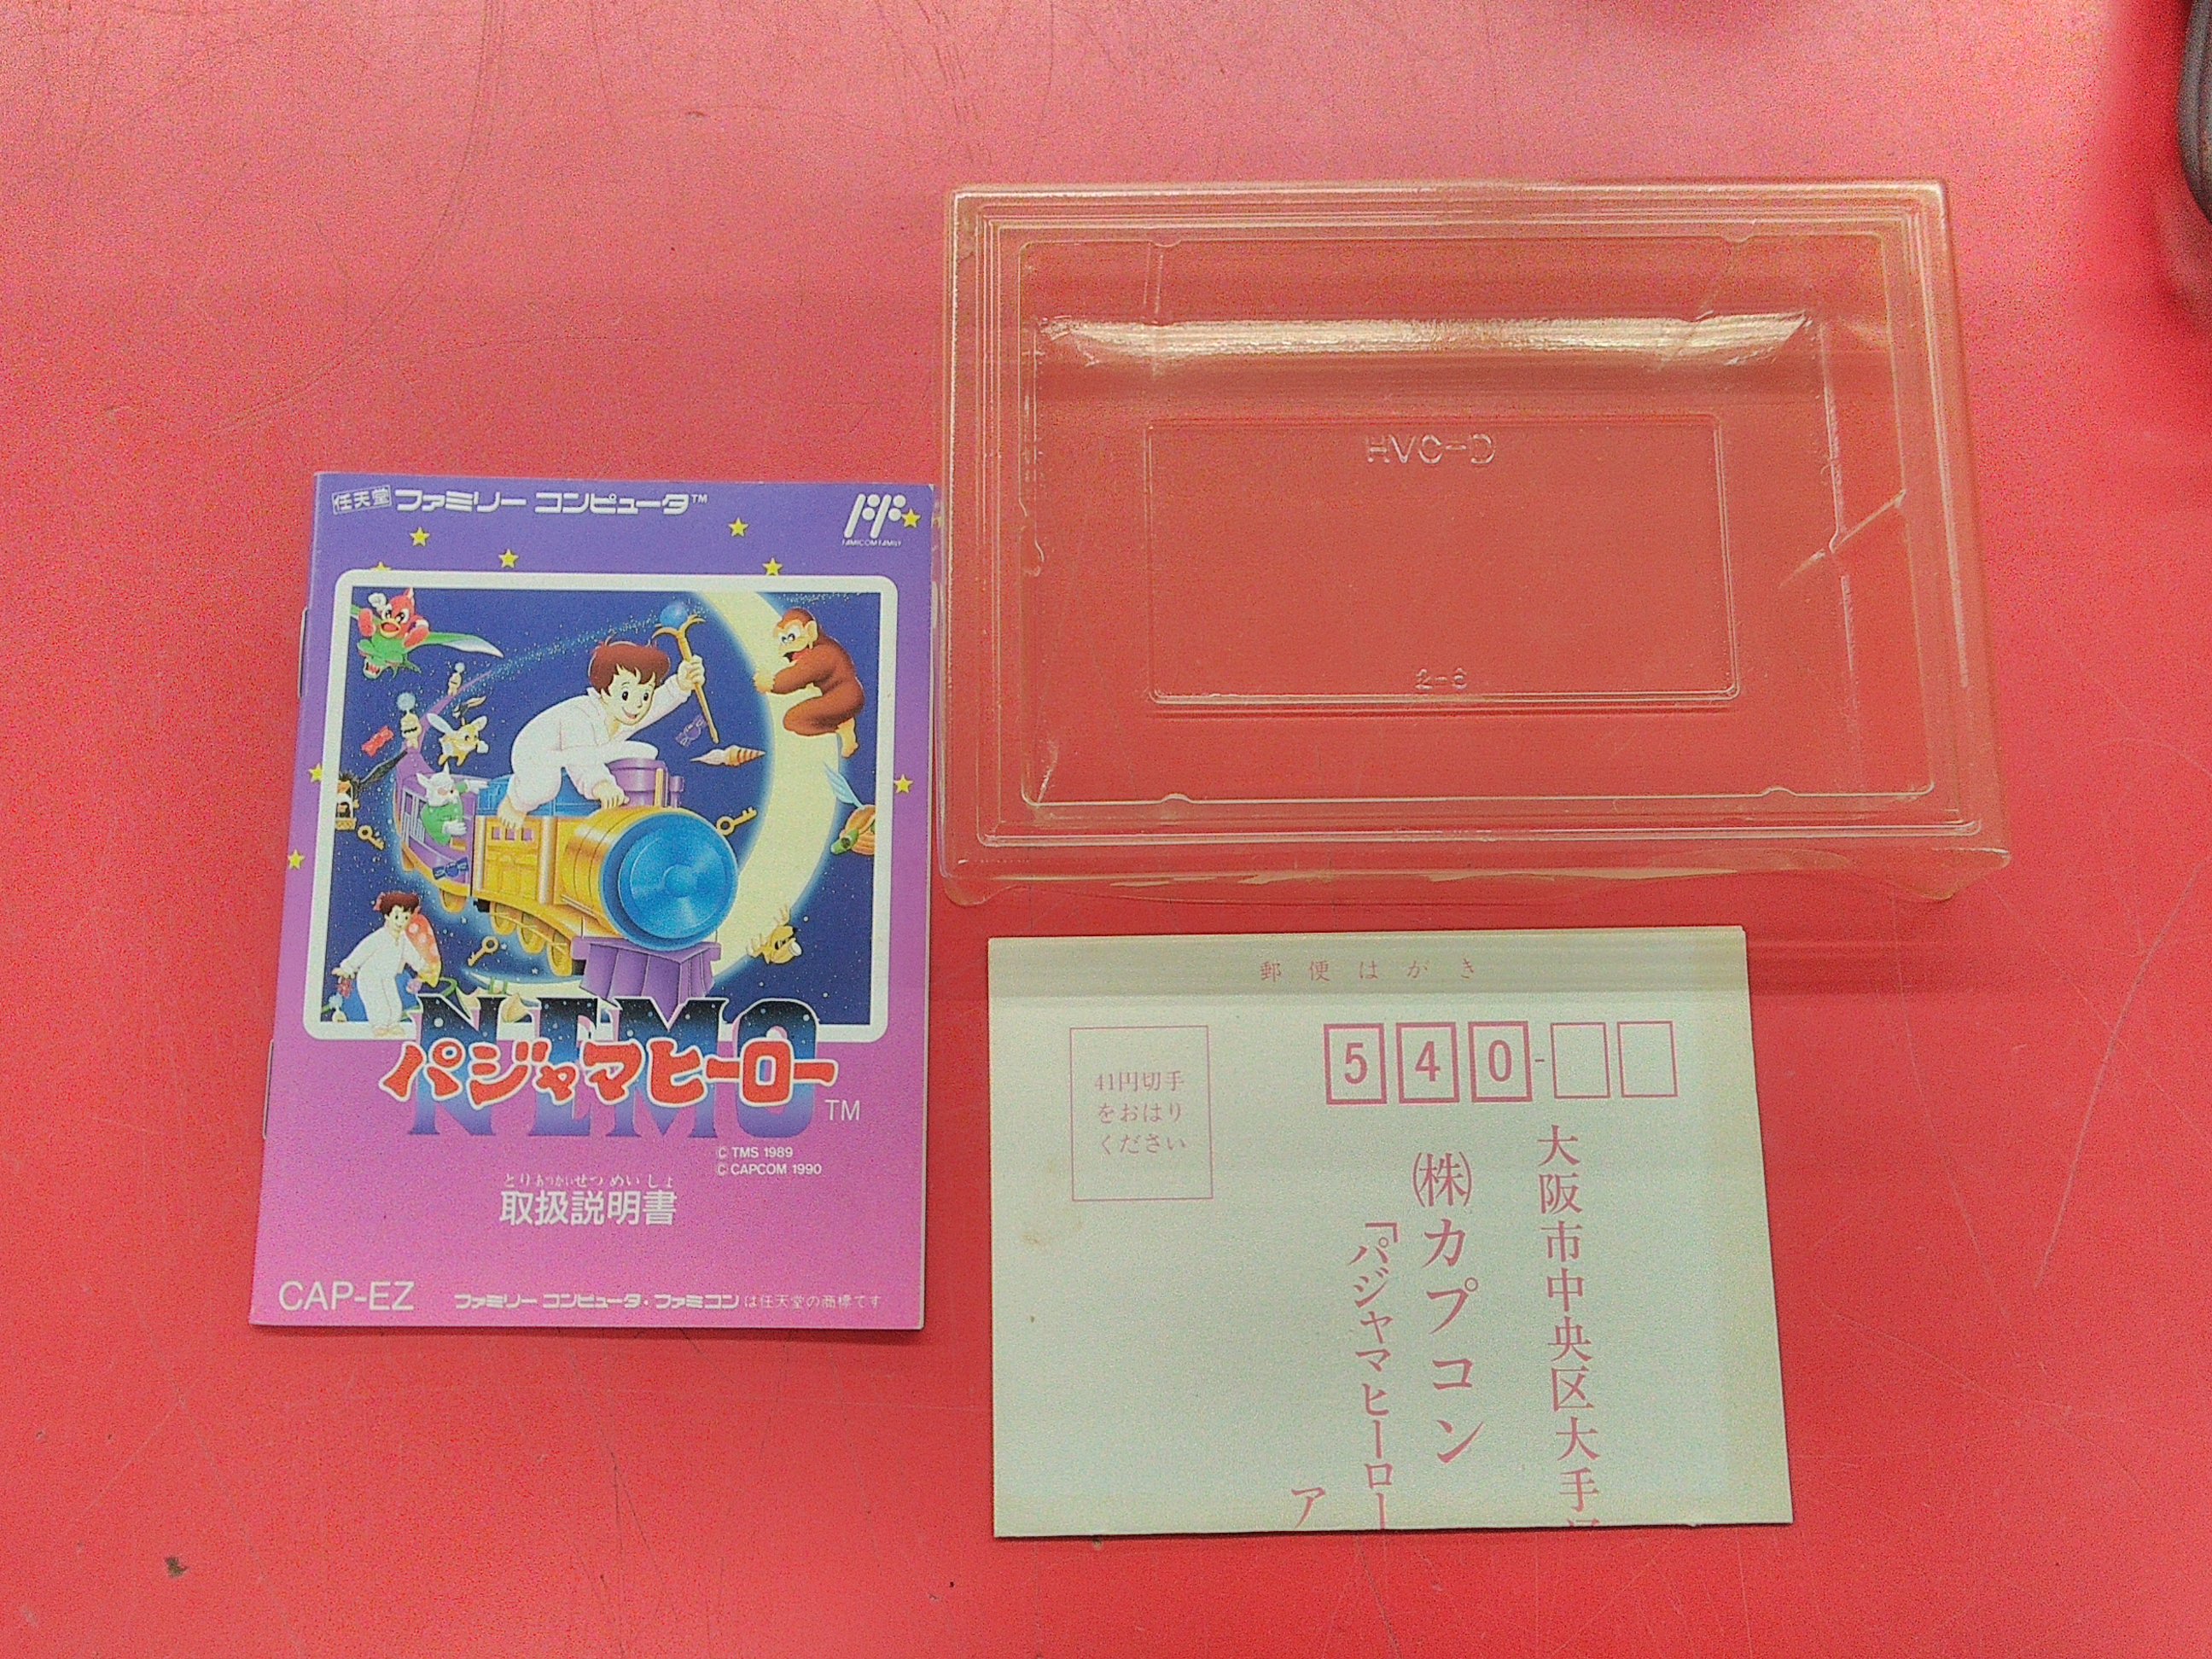 任天堂 ファミリー コンピュータ™
FAMICOM FAMILY
NEMO
パジャマヒーロー
TM
©TMS 1989
©CAPCOM 1990
とりあつかいせつめいしょ
取扱説明書
CAP-EZ
ファミリー コンピュータ・ファミコンは任天堂の商標です
HVC-D
2-6
郵便はがき
540-
41円切手
をおはり
ください
大阪市中央区大手
㈱カプコン
「パジャマヒーロー
ア